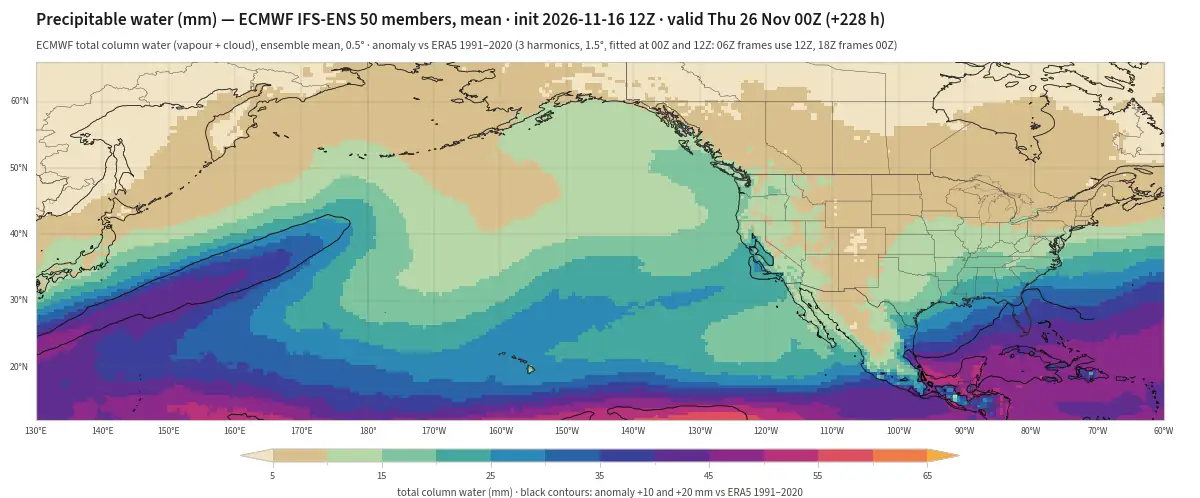 Precipitable water (mm) — ECMWF IFS-ENS 50 members, mean · init 2026-11-16 12Z · valid Thu 26 Nov 00Z (+228 h)
ECMWF total column water (vapour + cloud), ensemble mean, 0.5° · anomaly vs ERA5 1991–2020 (3 harmonics, 1.5°, fitted at 00Z and 12Z: 06Z frames use 12Z, 18Z frames 00Z)
60°N
50°N
40°N
30°N
20°N
130°E 140°E 150°E 160°E 170°E 180° 170°W 160°W 150°W 140°W 130°W 120°W 110°W 100°W 90°W 80°W 70°W 60°W
5 15 25 35 45 55 65
total column water (mm) · black contours: anomaly +10 and +20 mm vs ERA5 1991–2020